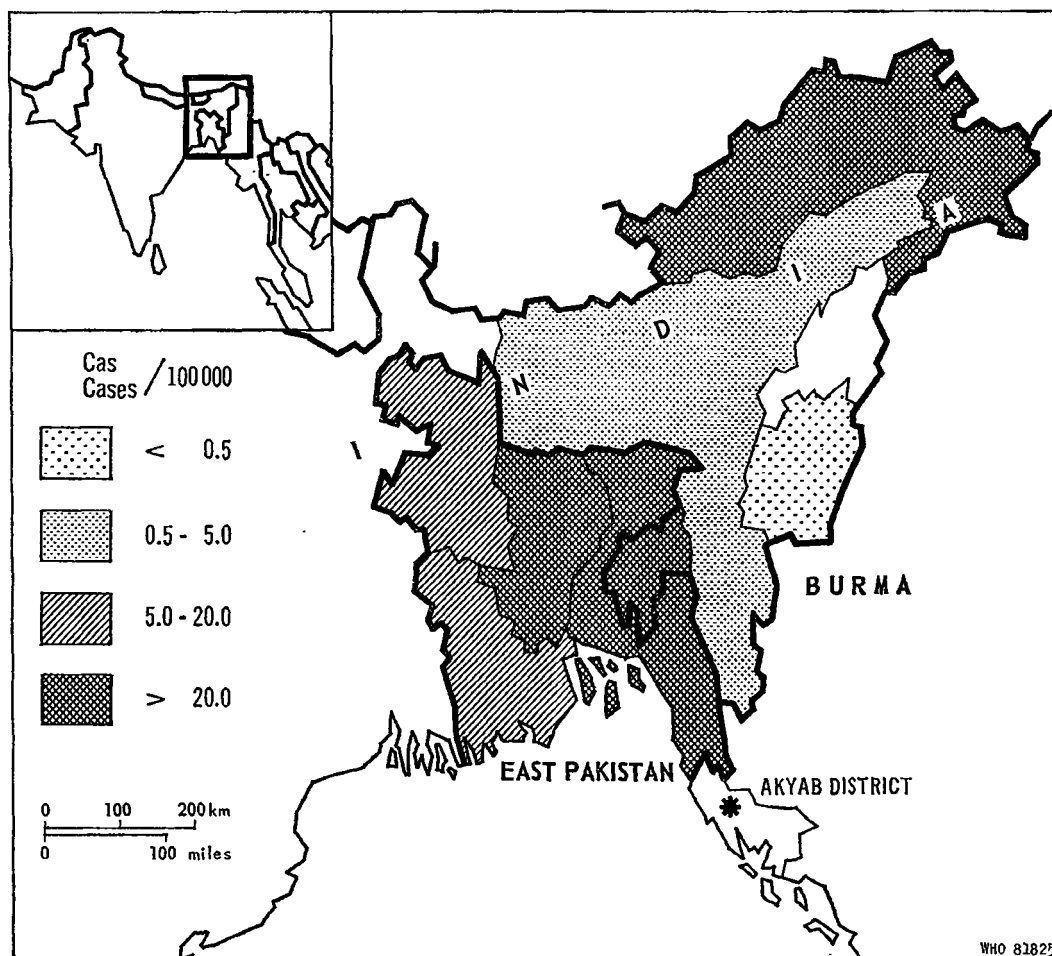 Cas
Cases / 100 000
< 0.5
0.5 - 5.0
5.0 - 20.0
> 20.0
0 100 200 km
0 100 miles
I N D I A
BURMA
EAST PAKISTAN
AKYAB DISTRICT
WHO 81825